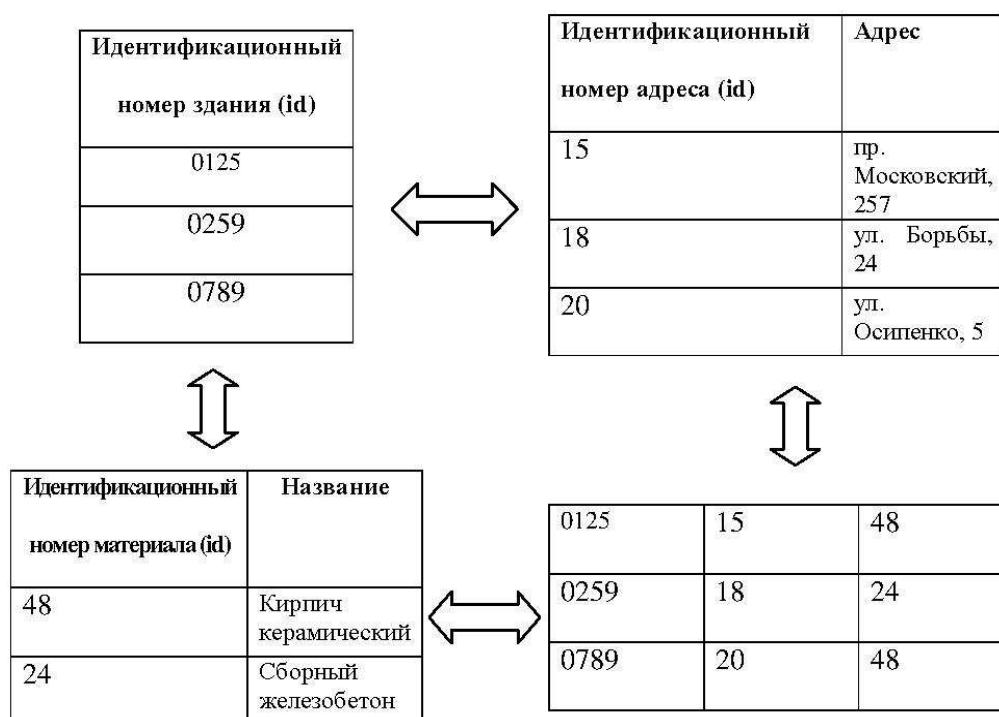 Идентификационный
номер здания (id)
0125
0259
0789
Идентификационный
номер адреса (id)
Адрес
15
пр.
Московский,
257
18
ул. Борьбы,
24
20
ул.
Осипенко, 5
Идентификационный
номер материала (id)
Название
48
Кирпич
керамический
24
Сборный
железобетон
0125 15 48
0259 18 24
0789 20 48